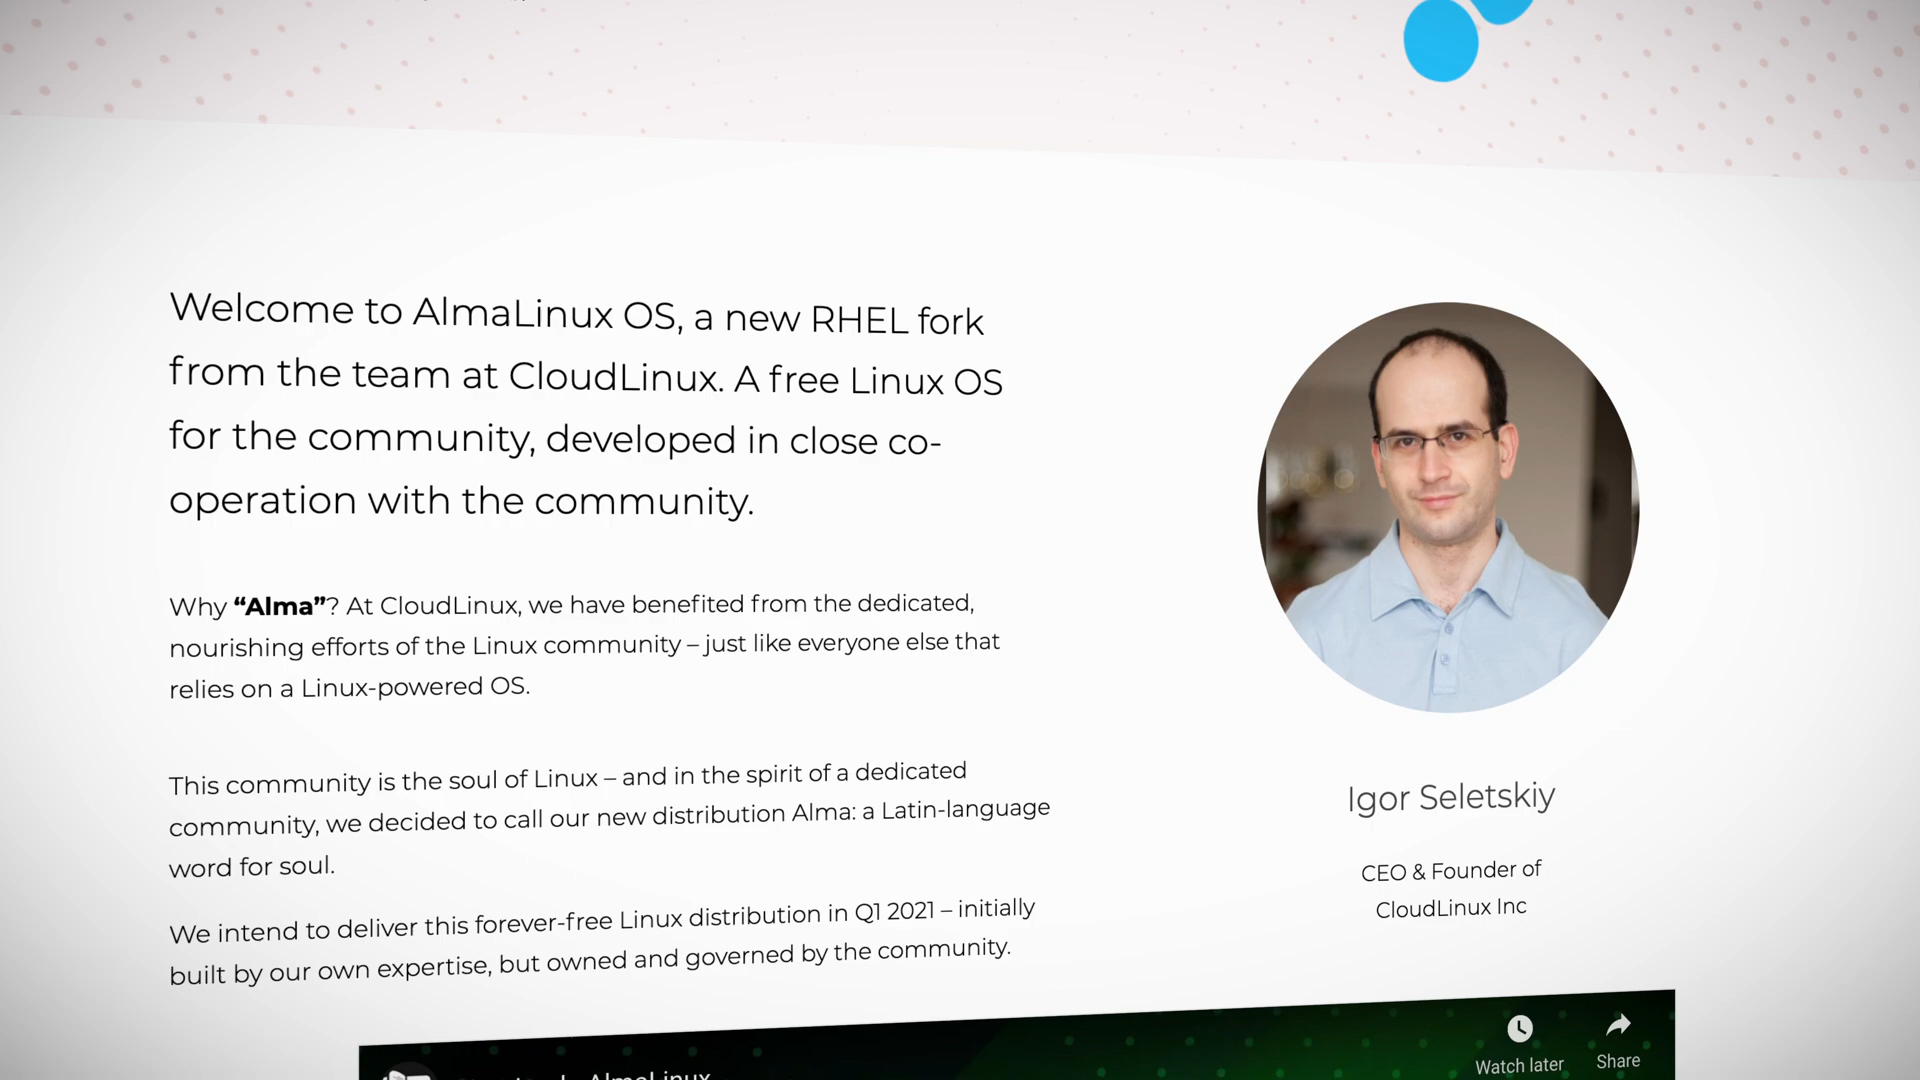 Welcome to AlmaLinux OS, a new RHEL fork
from the team at CloudLinux. A free Linux OS
for the community, developed in close co-
operation with the community.
Why “Alma”? At CloudLinux, we have benefited from the dedicated,
nourishing efforts of the Linux community – just like everyone else that
relies on a Linux-powered OS.
This community is the soul of Linux – and in the spirit of a dedicated
community, we decided to call our new distribution Alma: a Latin-language
word for soul.
We intend to deliver this forever-free Linux distribution in Q1 2021 – initially
built by our own expertise, but owned and governed by the community.
Igor Seletskiy
CEO & Founder of
CloudLinux Inc
AlmaLinux
Watch later
Share